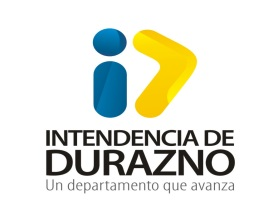 INTENDENCIA DE
DURAZNO
Un departamento que avanza